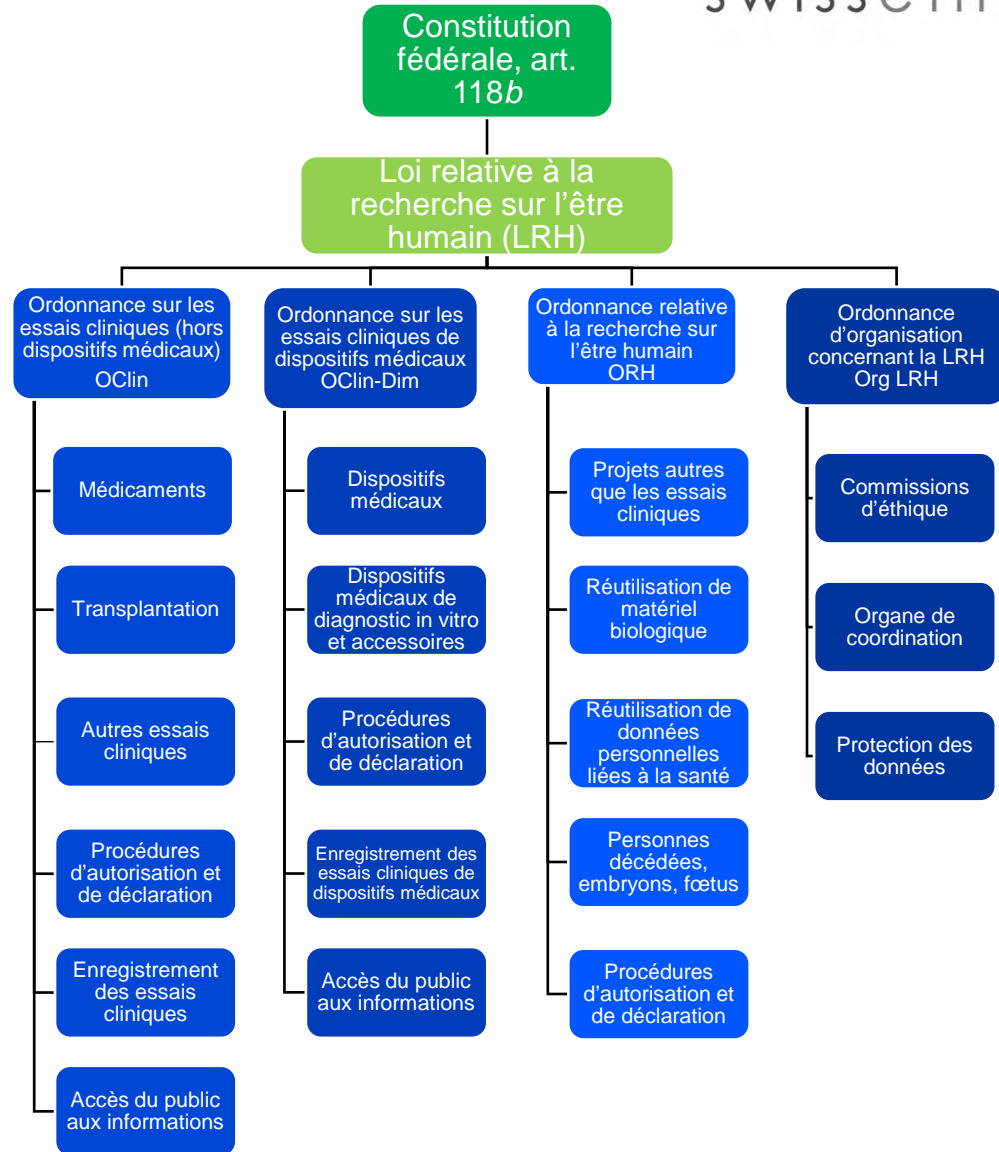 Constitution
fédérale, art.
118b
Loi relative à la
recherche sur l'être
humain (LRH)
Ordonnance sur les
essais cliniques (hors
dispositifs médicaux)
OClin
Médicaments
Transplantation
Autres essais
cliniques
Procédures
d'autorisation et
de déclaration
Enregistrement
des essais
cliniques
Accès du public
aux informations
Ordonnance sur les
essais cliniques de
dispositifs médicaux
OClin-Dim
Dispositifs
médicaux
Dispositifs
médicaux de
diagnostic in vitro
et accessoires
Procédures
d'autorisation et
de déclaration
Enregistrement des
essais cliniques de
dispositifs médicaux
Accès du public
aux informations
Ordonnance relative
à la recherche sur
l'être humain
ORH
Projets autres
que les essais
cliniques
Réutilisation de
matériel
biologique
Réutilisation de
données
personnelles
liées à la santé
Personnes
décédées,
embryons, fœtus
Procédures
d'autorisation et
de déclaration
Ordonnance
d'organisation
concernant la LRH
Org LRH
Commissions
d'éthique
Organe de
coordination
Protection des
données